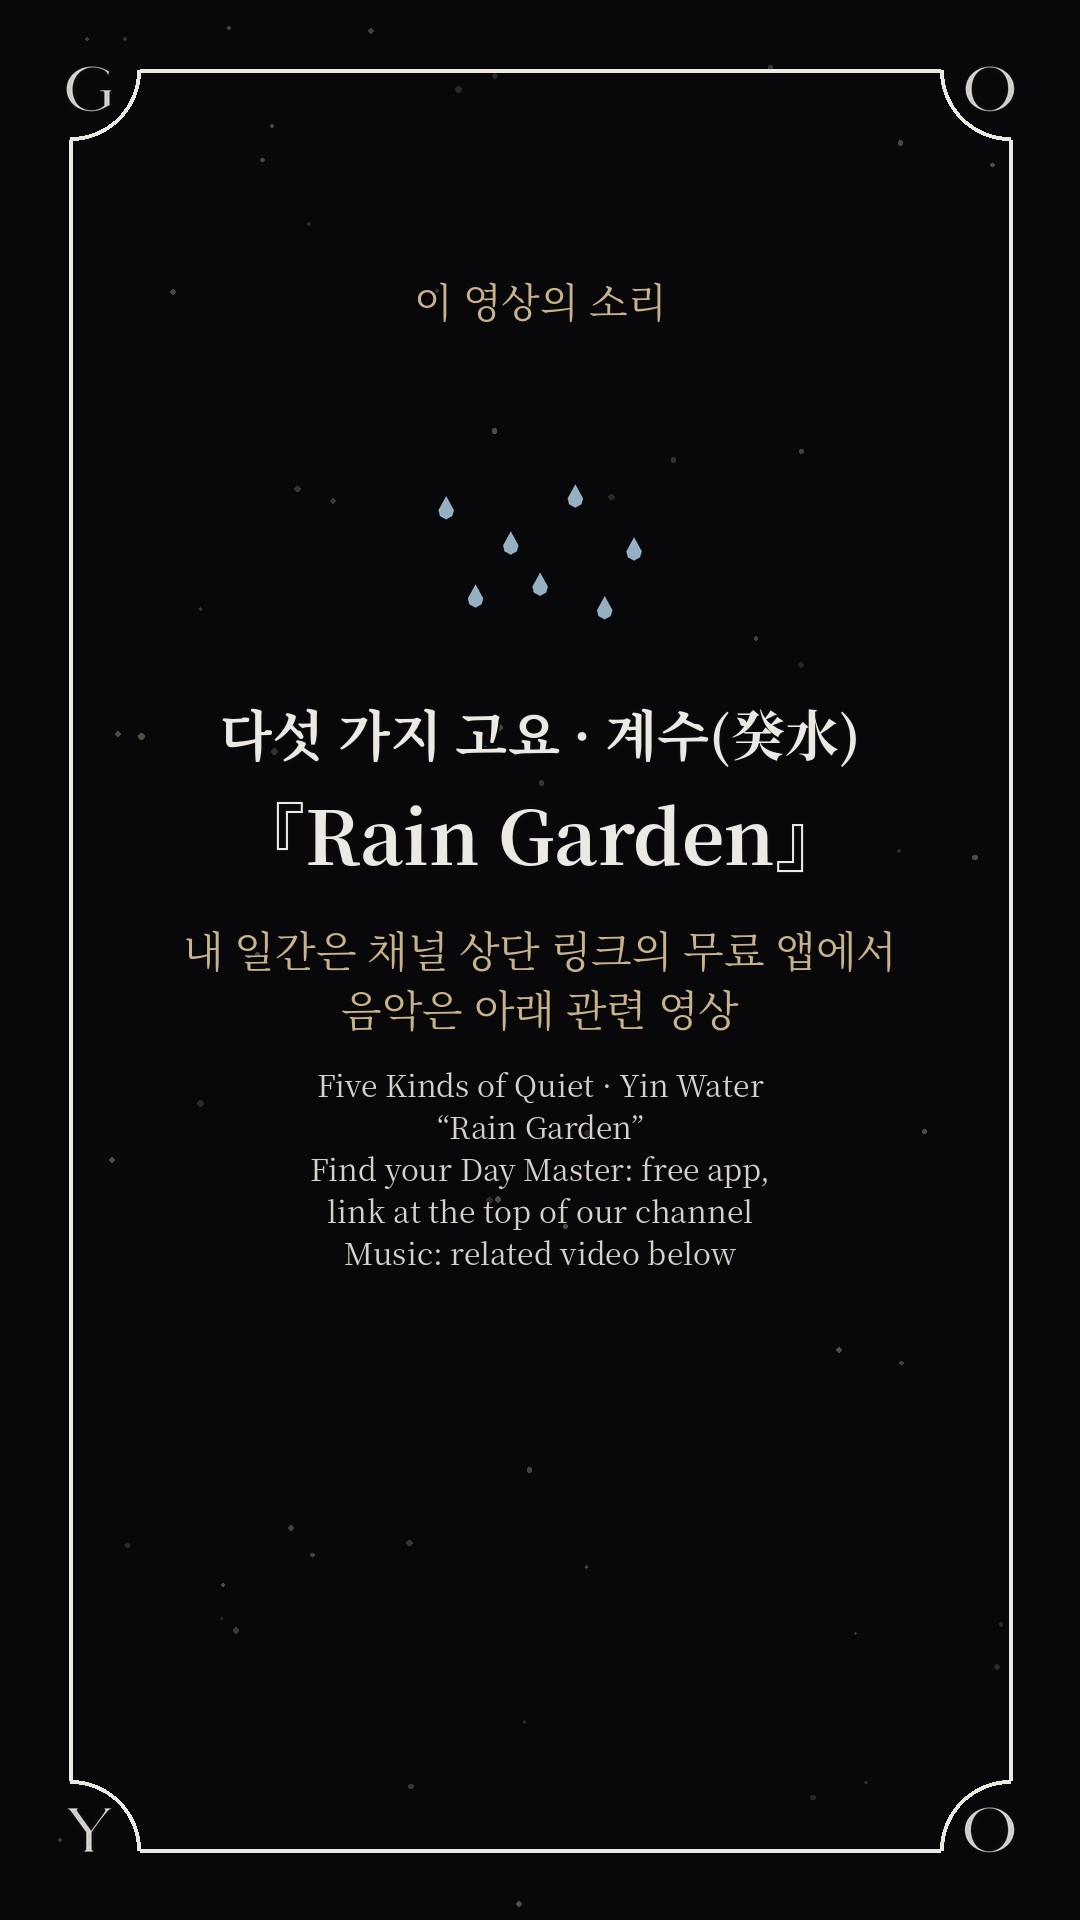 G O
이 영상의 소리
다섯 가지 고요 · 계수(癸水)
『Rain Garden』
내 일간은 채널 상단 링크의 무료 앱에서
음악은 아래 관련 영상
Five Kinds of Quiet · Yin Water
“Rain Garden”
Find your Day Master: free app,
link at the top of our channel
Music: related video below
Y O